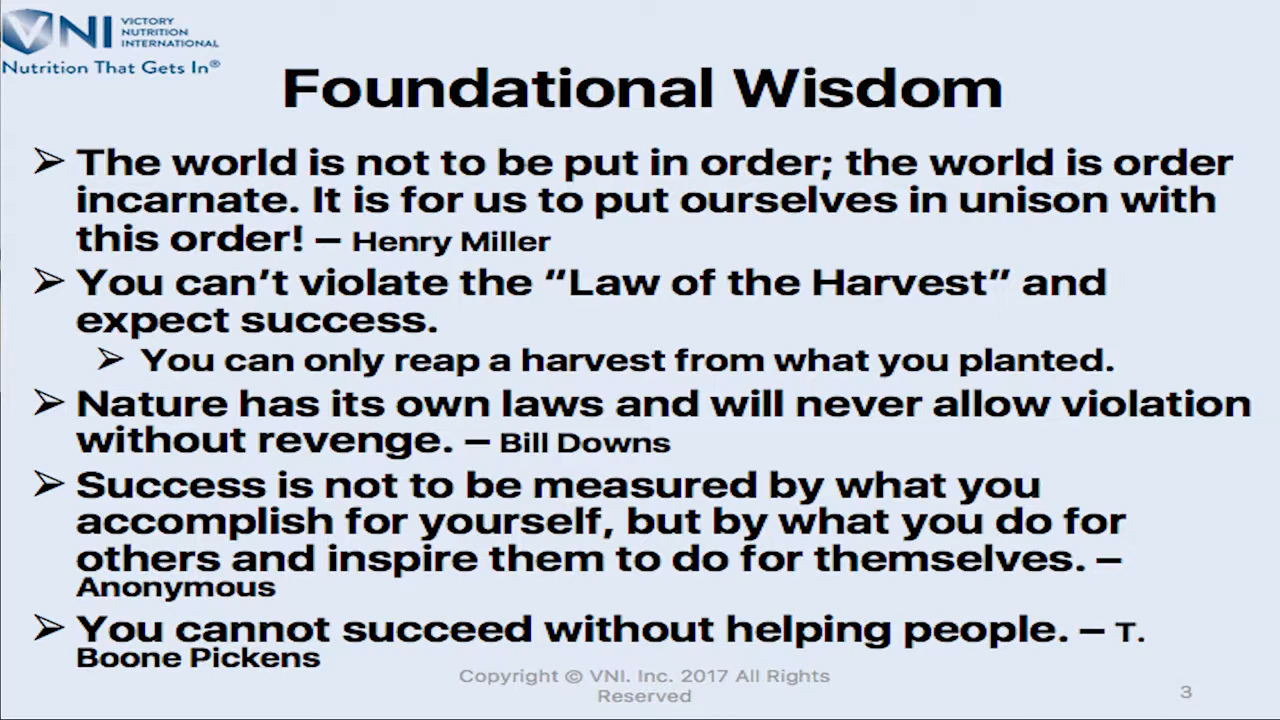 VNI VICTORY
NUTRITION
INTERNATIONAL
Nutrition That Gets In®
Foundational Wisdom
➢ The world is not to be put in order; the world is order
incarnate. It is for us to put ourselves in unison with
this order! – Henry Miller
➢ You can’t violate the “Law of the Harvest” and
expect success.
➢ You can only reap a harvest from what you planted.
➢ Nature has its own laws and will never allow violation
without revenge. – Bill Downs
➢ Success is not to be measured by what you
accomplish for yourself, but by what you do for
others and inspire them to do for themselves. –
Anonymous
➢ You cannot succeed without helping people. – T.
Boone Pickens
Copyright © VNI. Inc. 2017 All Rights
Reserved
3